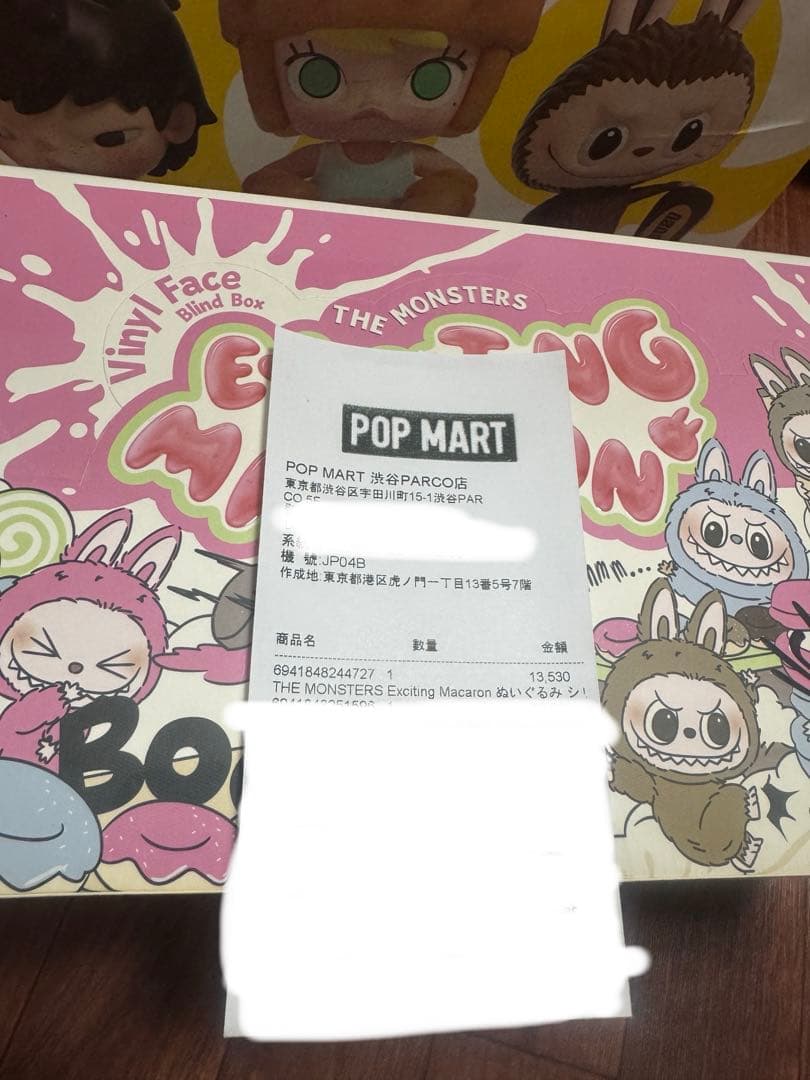 Vinyl Face
Blind Box
THE MONSTERS
POP MART
POP MART 渋谷PARCO店
東京都渋谷区宇田川町15-1渋谷PAR
CO
機 號:JP04B
作成地:東京都港区虎ノ門一丁目13番5号7階
商品名 數量 金額
6941848244727 1 13,530
THE MONSTERS Exciting Macaron ぬいぐるみ シ